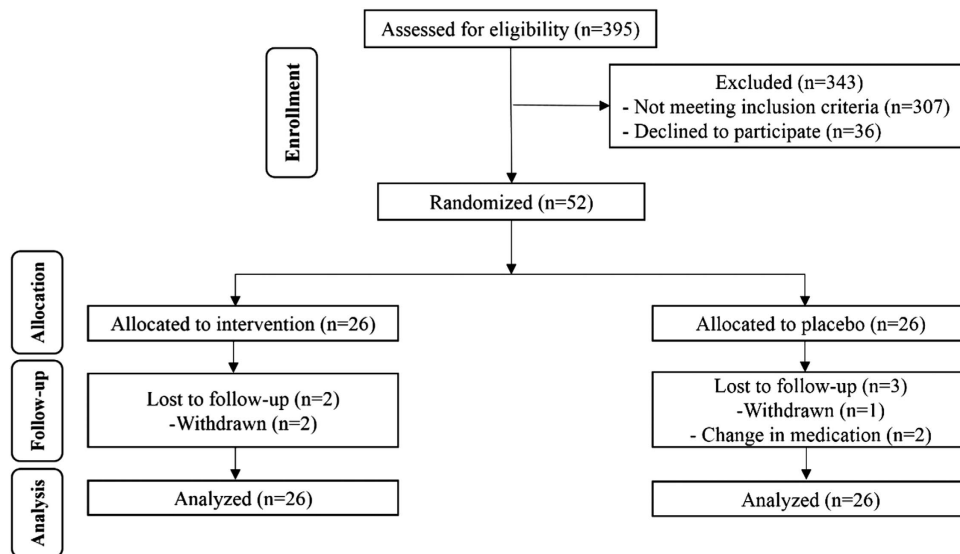 Assessed for eligibility (n=395)
Enrollment
Excluded (n=343)
- Not meeting inclusion criteria (n=307)
- Declined to participate (n=36)
Randomized (n=52)
Allocation
Allocated to intervention (n=26)
Allocated to placebo (n=26)
Follow-up
Lost to follow-up (n=2)
-Withdrawn (n=2)
Lost to follow-up (n=3)
-Withdrawn (n=1)
- Change in medication (n=2)
Analysis
Analyzed (n=26)
Analyzed (n=26)